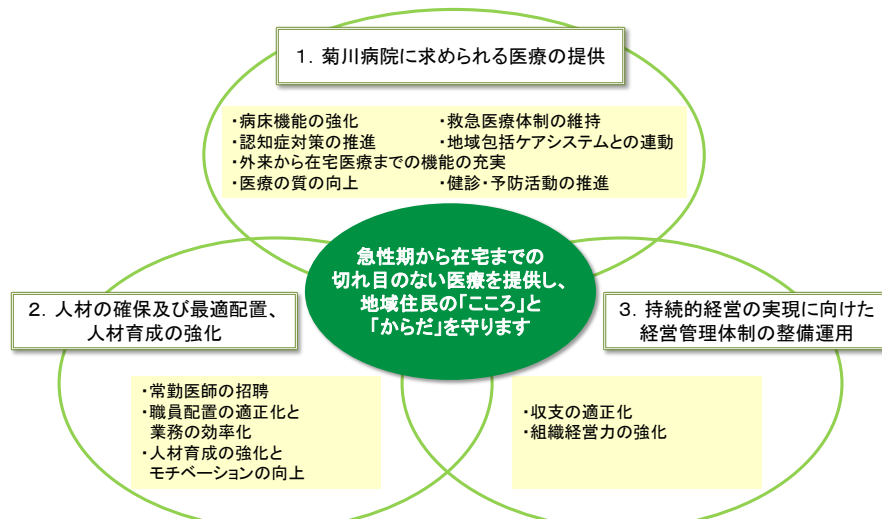 1. 菊川病院に求められる医療の提供
・病床機能の強化 ・救急医療体制の維持
・認知症対策の推進 ・地域包括ケアシステムとの連動
・外来から在宅医療までの機能の充実
・医療の質の向上 ・健診・予防活動の推進
急性期から在宅までの
切れ目のない医療を提供し、
地域住民の「こころ」と
「からだ」を守ります
2. 人材の確保及び最適配置、
人材育成の強化
・常勤医師の招聘
・職員配置の適正化と
業務の効率化
・人材育成の強化と
モチベーションの向上
3. 持続的経営の実現に向けた
経営管理体制の整備運用
・収支の適正化
・組織経営力の強化